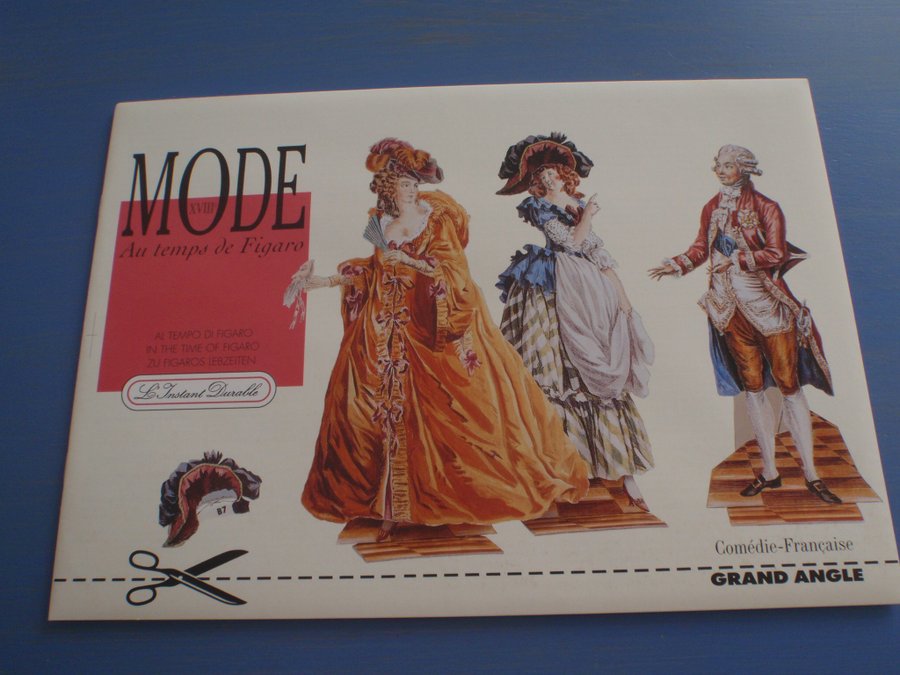 MODE
XVIII
Au temps de Figaro
AL TEMPO DI FIGARO
IN THE TIME OF FIGARO
ZU FIGAROS LEBZEITEN
L'Instant Durable
B7
Comédie-Française
GRAND ANGLE